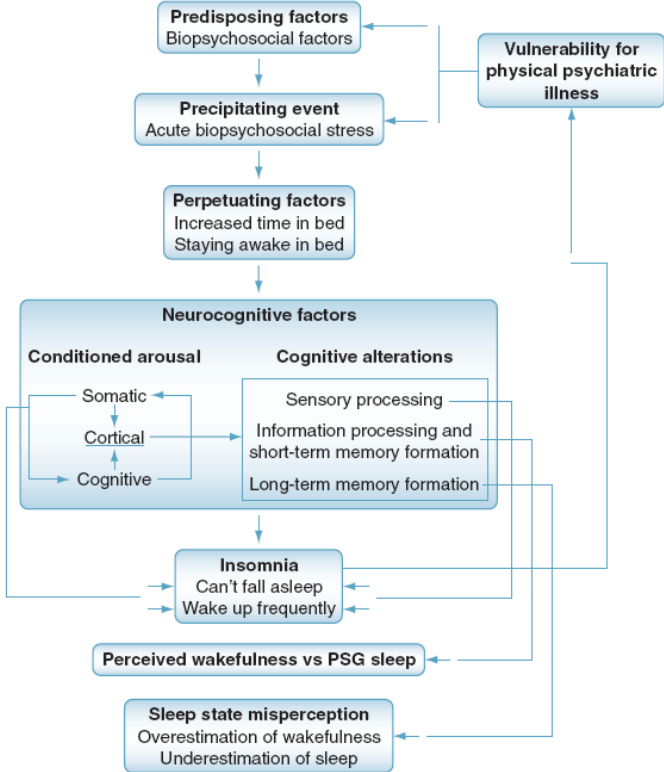 Predisposing factors
Biopsychosocial factors
Vulnerability for
physical psychiatric
illness
Precipitating event
Acute biopsychosocial stress
Perpetuating factors
Increased time in bed
Staying awake in bed
Neurocognitive factors
Conditioned arousal
Somatic
Cortical
Cognitive
Cognitive alterations
Sensory processing
Information processing and
short-term memory formation
Long-term memory formation
Insomnia
Can't fall asleep
Wake up frequently
Perceived wakefulness vs PSG sleep
Sleep state misperception
Overestimation of wakefulness
Underestimation of sleep